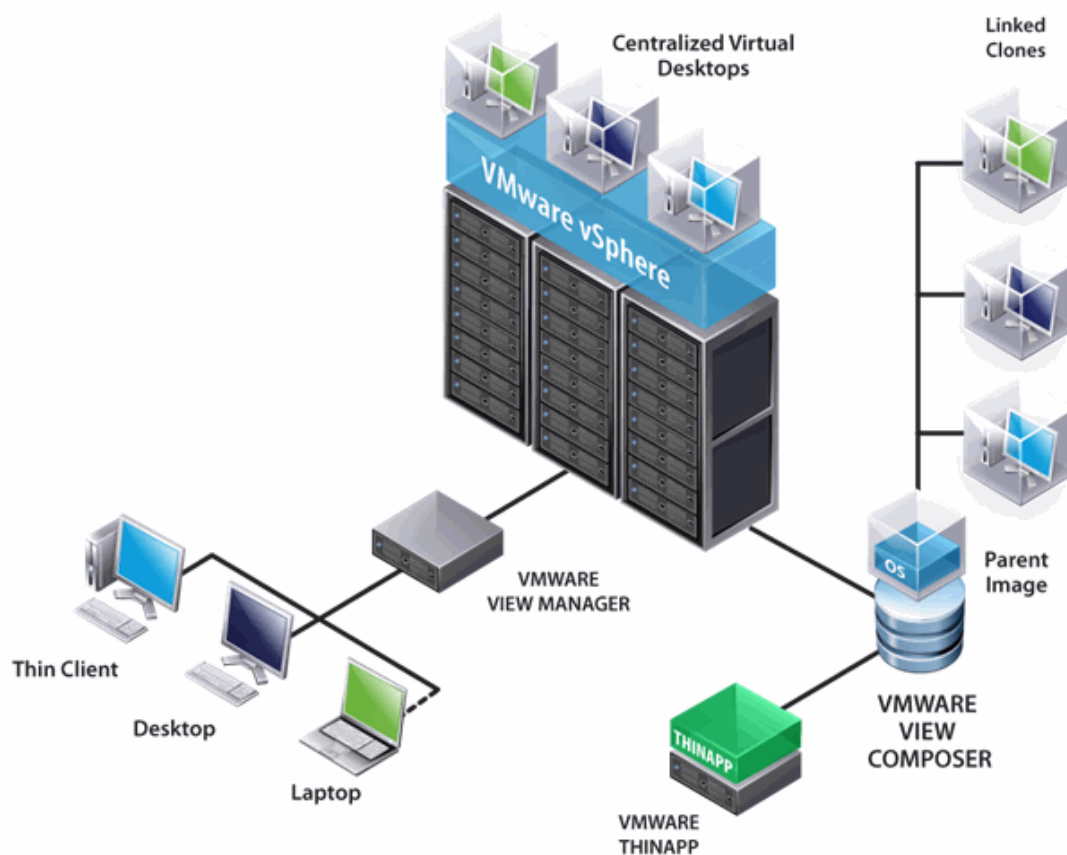 Centralized Virtual
Desktops
Linked
Clones
VMware vSphere
VMWARE
VIEW MANAGER
OS
Parent
Image
Thin Client
Desktop
Laptop
VMWARE
VIEW
COMPOSER
THINAPP
VMWARE
THINAPP